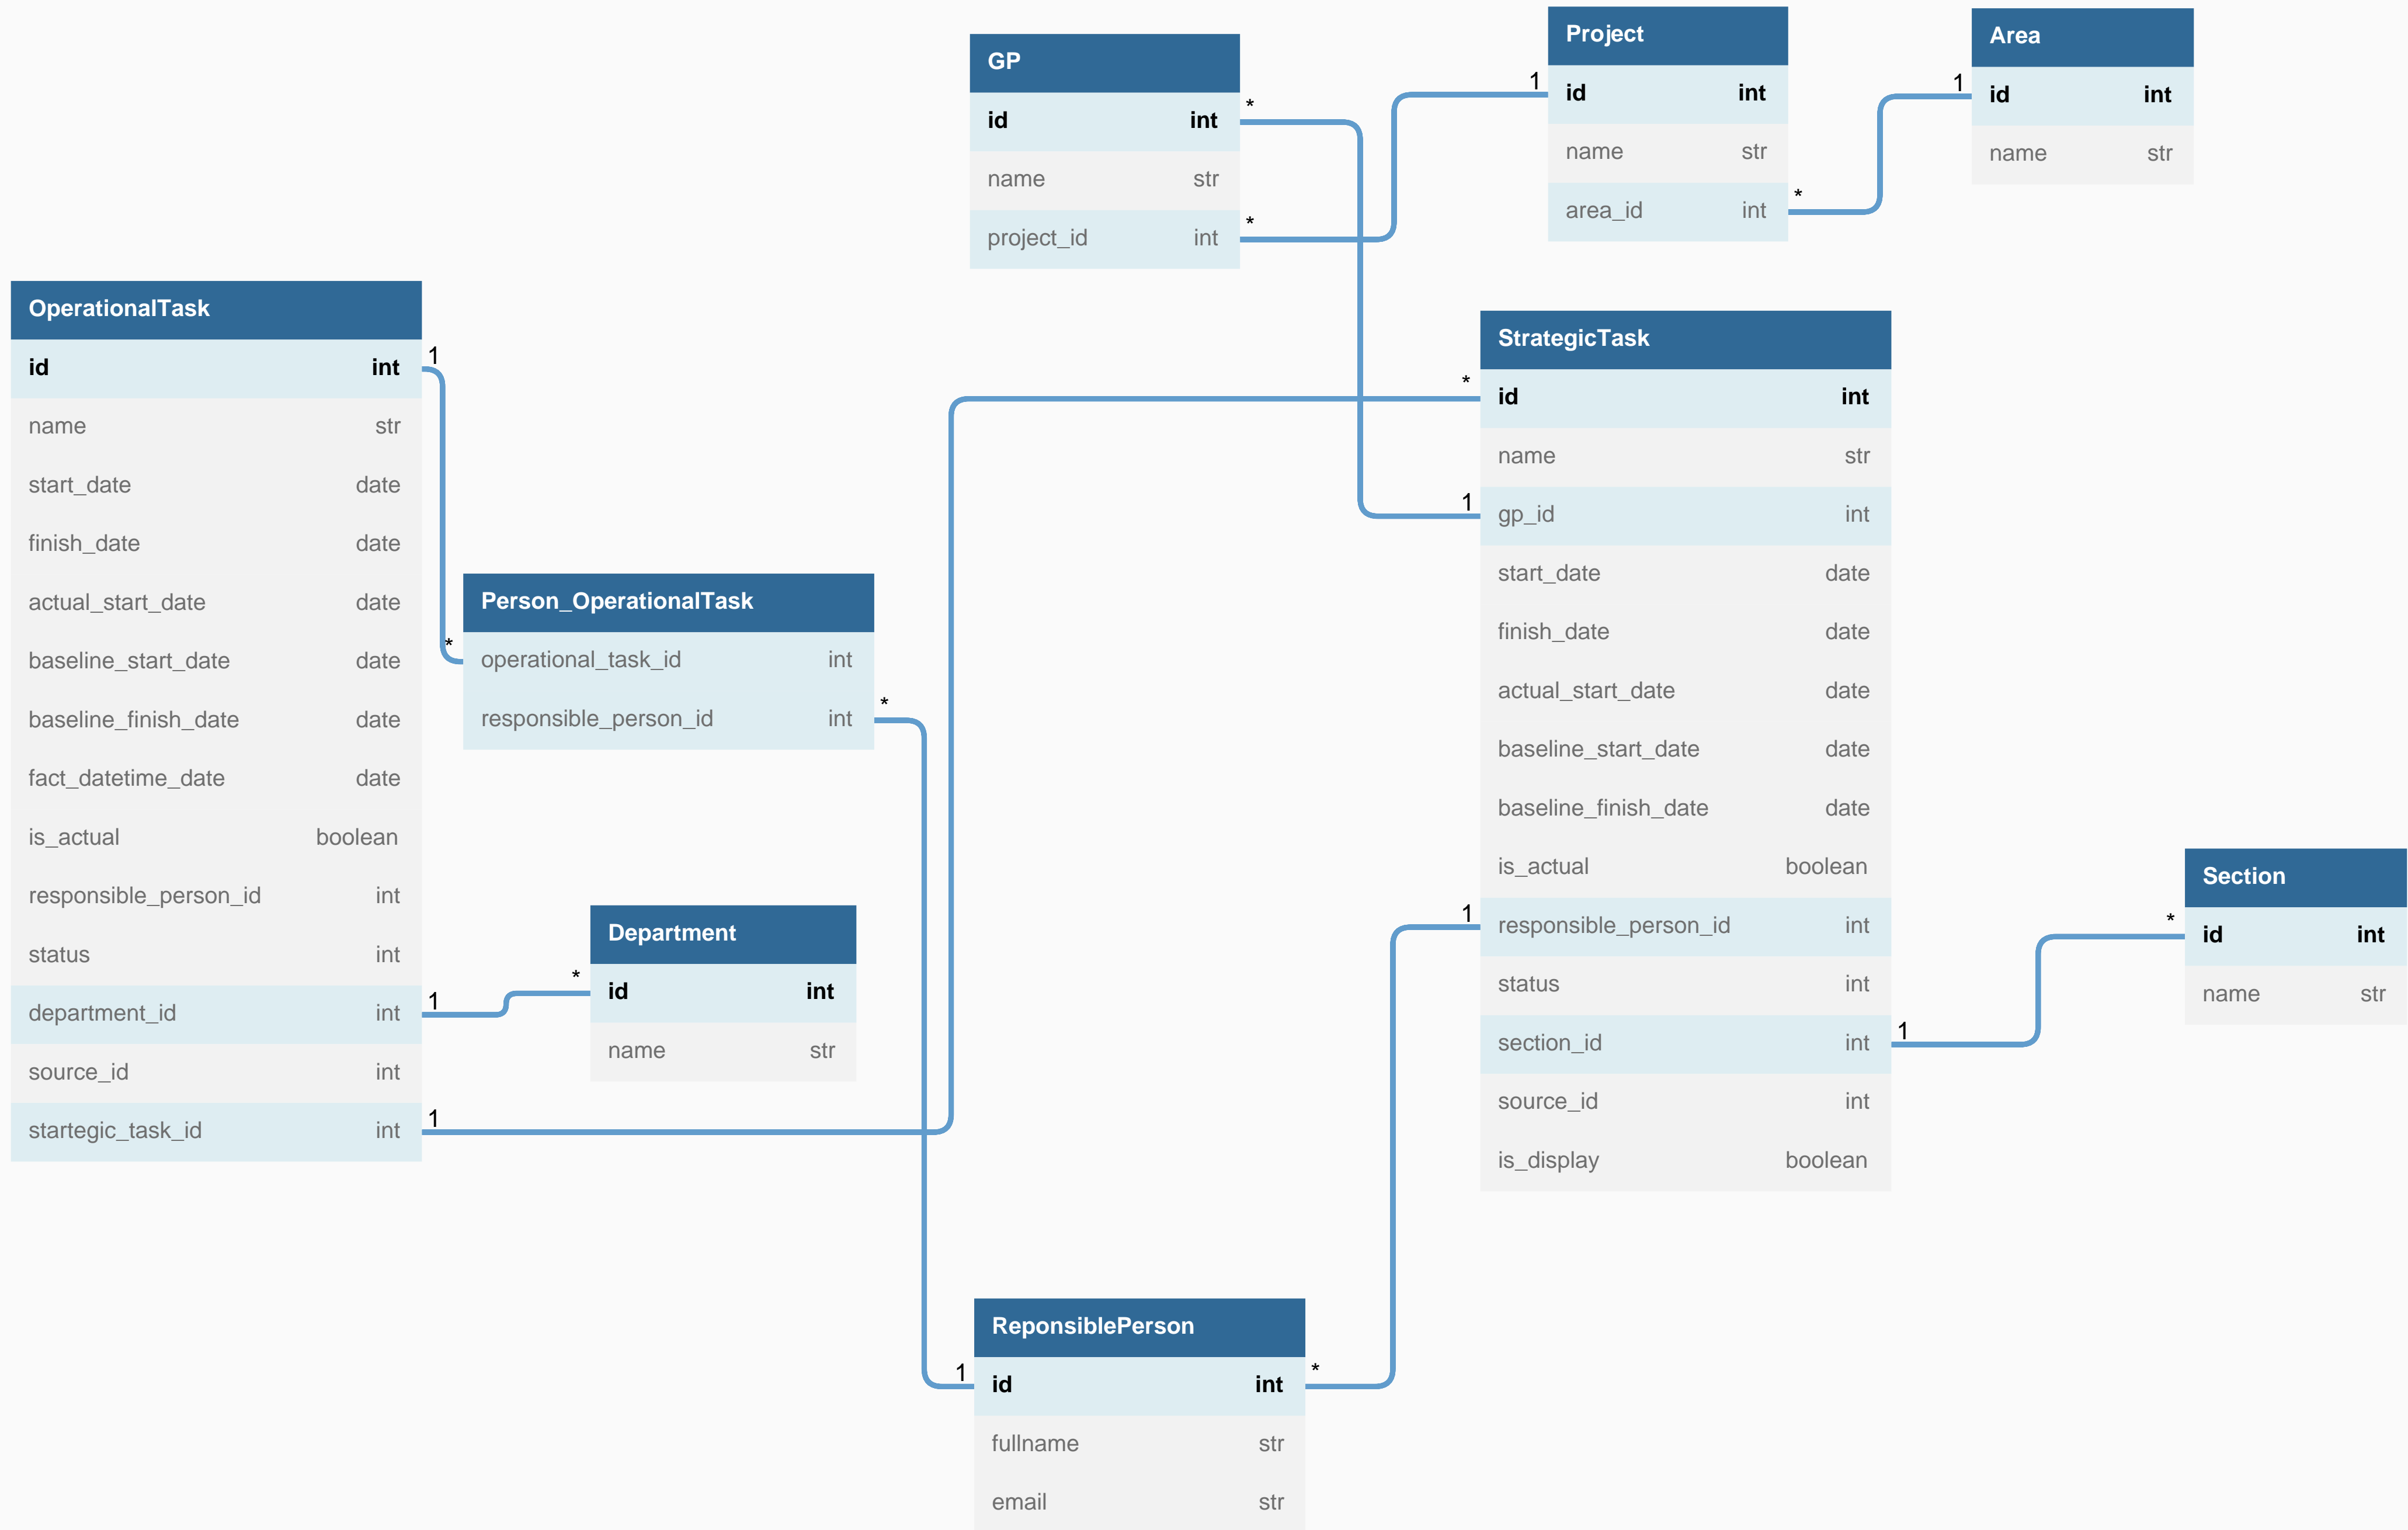 GP
id int
name str
project_id int
* *
Project
id int
name str
area_id int
1 *
Area
id int
name str
1
OperationalTask
id int
name str
start_date date
finish_date date
actual_start_date date
baseline_start_date date
baseline_finish_date date
fact_datetime_date date
is_actual boolean
responsible_person_id int
status int
department_id int
source_id int
startegic_task_id int
1 1 1
Person_OperationalTask
operational_task_id int
responsible_person_id int
* *
Department
id int
name str
*
StrategicTask
id int
name str
gp_id int
start_date date
finish_date date
actual_start_date date
baseline_start_date date
baseline_finish_date date
is_actual boolean
responsible_person_id int
status int
section_id int
source_id int
is_display boolean
* 1 1 1
Section
id int
name str
*
ReponsiblePerson
id int
fullname str
email str
1 *